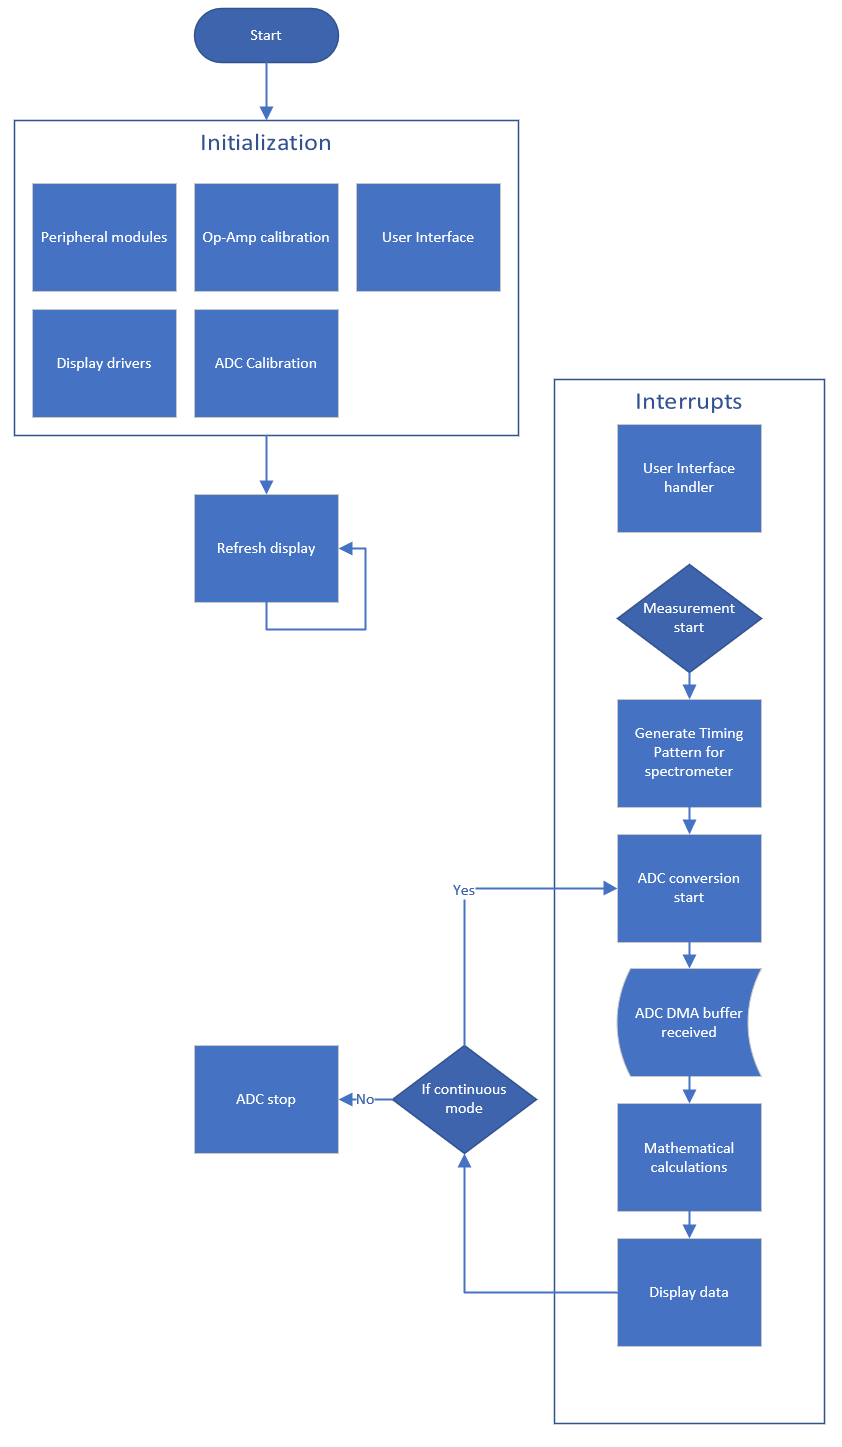 Start
Initialization
Peripheral modules
Op-Amp calibration
User Interface
Display drivers
ADC Calibration
Refresh display
Interrupts
User Interface
handler
Measurement
start
Generate Timing
Pattern for
spectrometer
ADC conversion
start
Yes
ADC DMA buffer
received
If continuous
mode
No
ADC stop
Mathematical
calculations
Display data